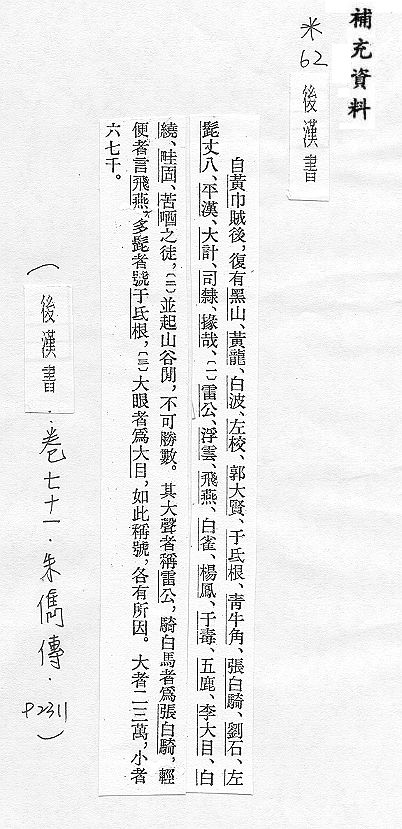 補充資料
米62 後漢書
自黃巾賊後，復有黑山、黃龍、白波、左校、郭大賢、于氐根、青牛角、張白騎、劉石、左
髭丈八、平漢、大計、司隸、掾哉、〔一〕雷公、浮雲、飛燕、白雀、楊鳳、于毒、五鹿、李大目、白
繞、畦固、苦哂之徒，〔二〕並起山谷閒，不可勝數。其大聲者稱雷公，騎白馬者為張白騎，輕
便者言飛燕，多髭者號于氐根，〔三〕大眼者為大目，如此稱號，各有所因。大者二三萬，小者
六七千。
（後漢書．卷七十一．朱儁傳．P2311）